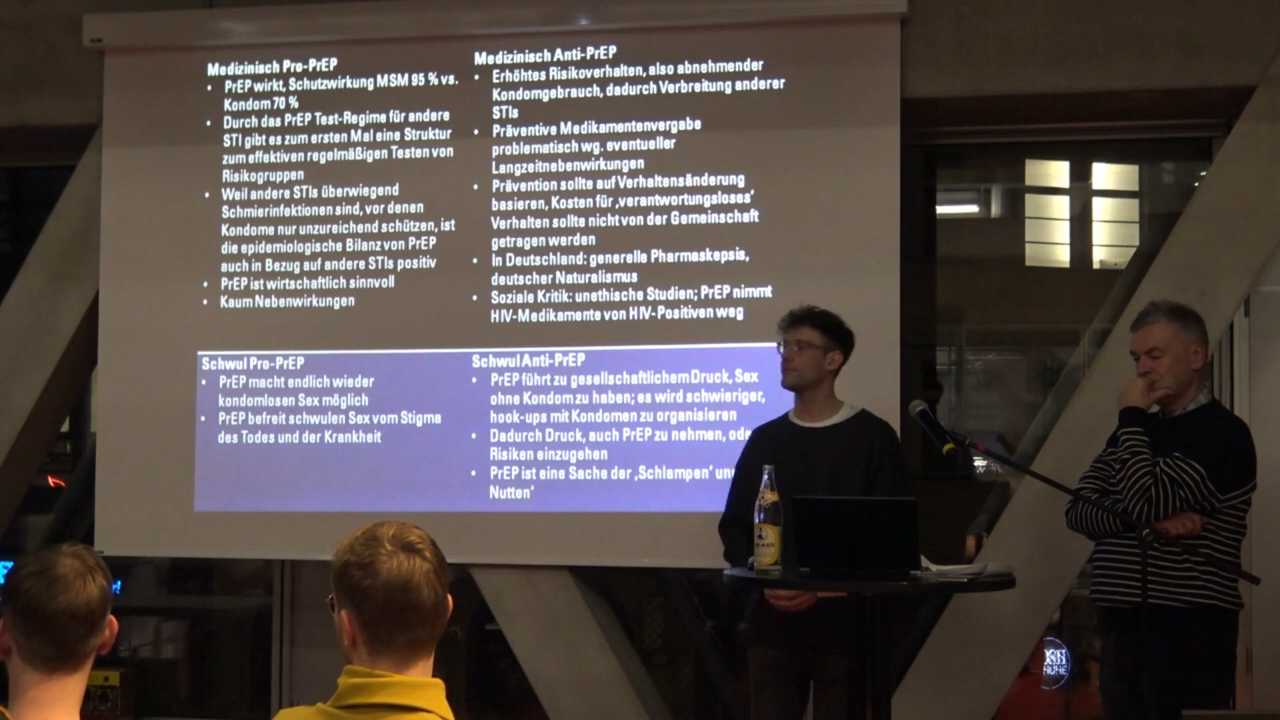 Medizinisch Pro-PrEP
• PrEP wirkt, Schutzwirkung MSM 95 % vs.
Kondom 70 %
• Durch das PrEP Test-Regime für andere
STI gibt es zum ersten Mal eine Struktur
zum effektiven regelmäßigen Testen von
Risikogruppen
• Weil andere STIs überwiegend
Schmierinfektionen sind, vor denen
Kondome nur unzureichend schützen, ist
die epidemiologische Bilanz von PrEP
auch in Bezug auf andere STIs positiv
• PrEP ist wirtschaftlich sinnvoll
• Kaum Nebenwirkungen
Medizinisch Anti-PrEP
• Erhöhtes Risikoverhalten, also abnehmender
Kondomgebrauch, dadurch Verbreitung anderer
STIs
• Präventive Medikamentenvergabe
problematisch wg. eventueller
Langzeitnebenwirkungen
• Prävention sollte auf Verhaltensänderung
basieren, Kosten für ‚verantwortungsloses'
Verhalten sollte nicht von der Gemeinschaft
getragen werden
• In Deutschland: generelle Pharmaskepsis,
deutscher Naturalismus
• Soziale Kritik: unethische Studien; PrEP nimmt
HIV-Medikamente von HIV-Positiven weg
Schwul Pro-PrEP
• PrEP macht endlich wieder
kondomlosen Sex möglich
• PrEP befreit schwulen Sex vom Stigma
des Todes und der Krankheit
Schwul Anti-PrEP
• PrEP führt zu gesellschaftlichem Druck, Sex
ohne Kondom zu haben; es wird schwieriger,
hook-ups mit Kondomen zu organisieren
• Dadurch Druck, auch PrEP zu nehmen, ode
Risiken einzugehen
• PrEP ist eine Sache der ‚Schlampen' un
Nutten'